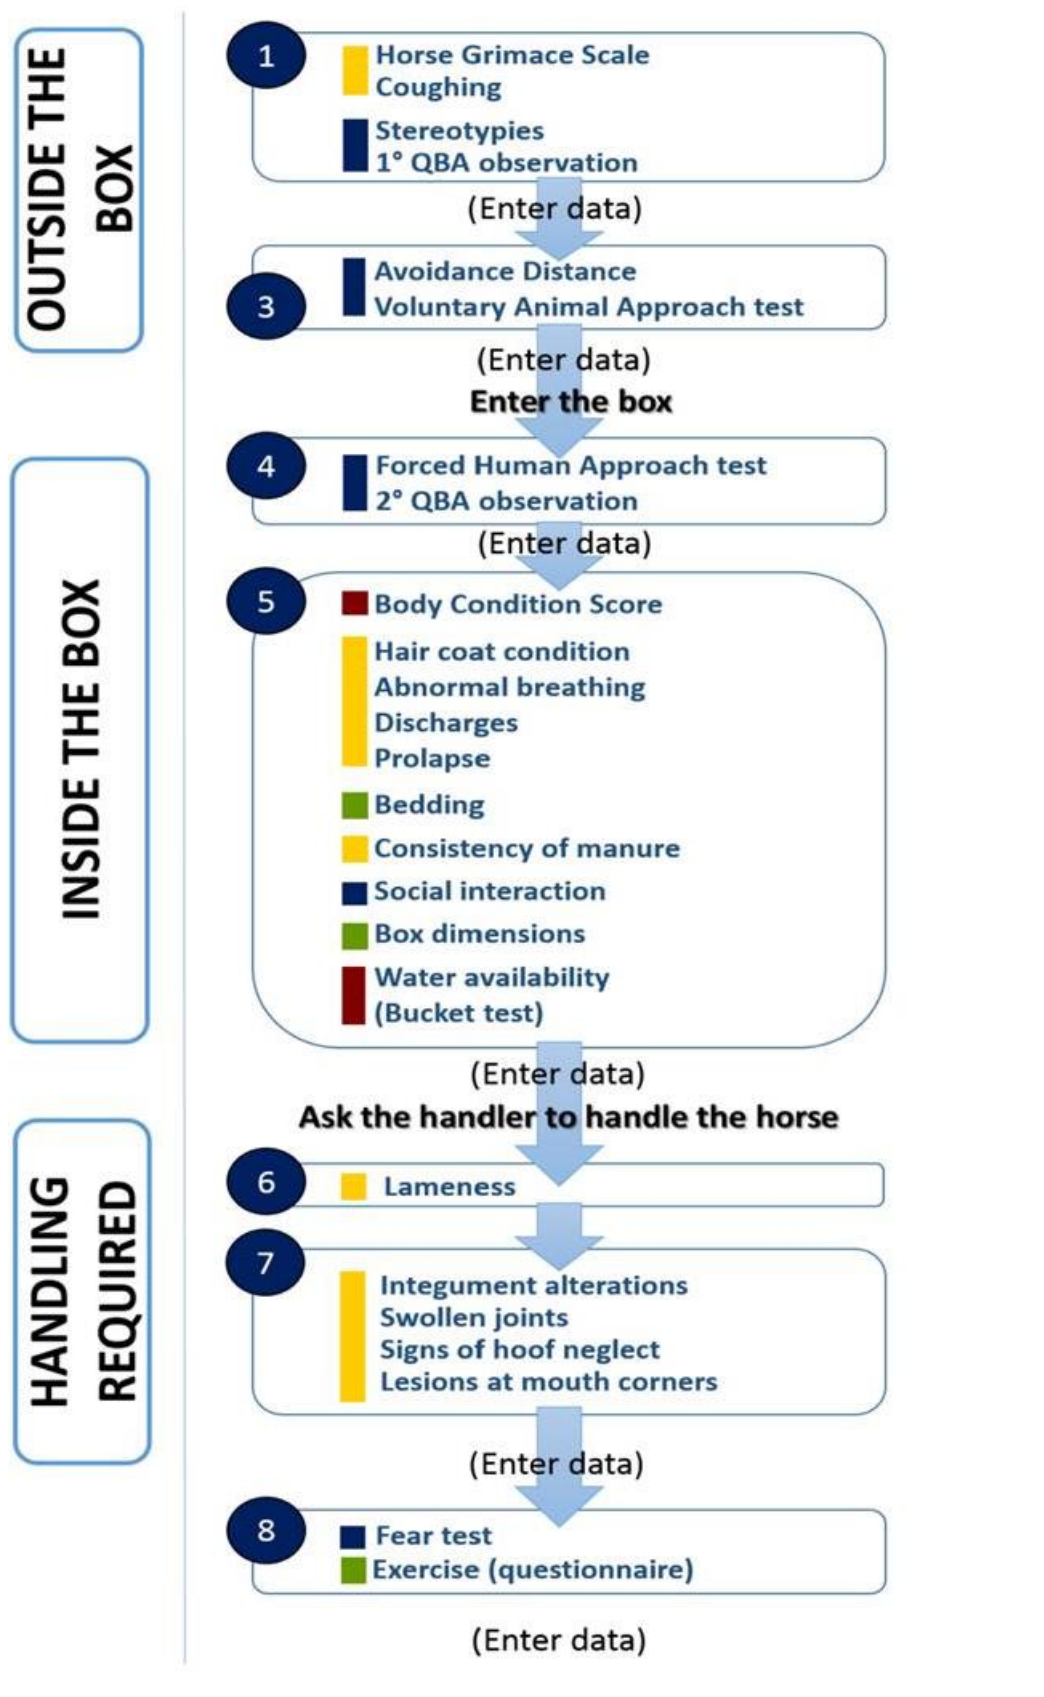 OUTSIDE THE
BOX
1
Horse Grimace Scale
Coughing
Stereotypies
1° QBA observation
(Enter data)
3
Avoidance Distance
Voluntary Animal Approach test
(Enter data)
Enter the box
INSIDE THE BOX
4
Forced Human Approach test
2° QBA observation
(Enter data)
5
Body Condition Score
Hair coat condition
Abnormal breathing
Discharges
Prolapse
Bedding
Consistency of manure
Social interaction
Box dimensions
Water availability
(Bucket test)
(Enter data)
Ask the handler to handle the horse
HANDLING
REQUIRED
6
Lameness
7
Integument alterations
Swollen joints
Signs of hoof neglect
Lesions at mouth corners
(Enter data)
8
Fear test
Exercise (questionnaire)
(Enter data)